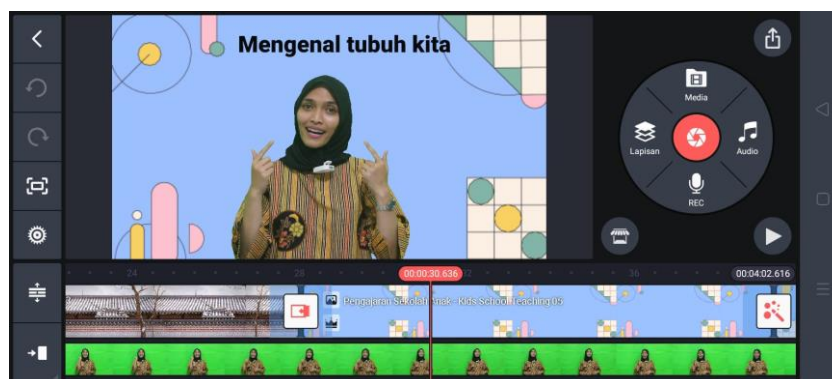 Mengenal tubuh kita
Media
Lapisan
Audio
REC
24
28
00:00:30.636
32
36
00:04:02.616
Pengajaran Sekolah Anak - Kids School Teaching 05